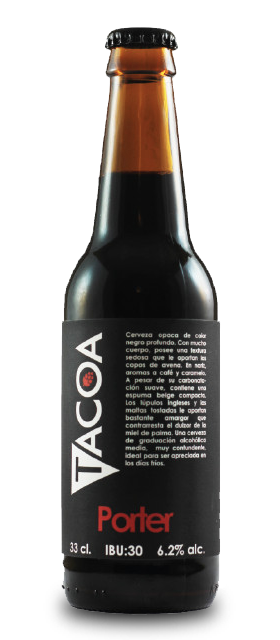 TACOA
Cerveza opaca de color
negro profundo. Con mucho
cuerpo, posee una textura
sedosa que le aportan los
copos de avena. En nariz,
aromas a café y caramelo.
A pesar de su carbonata-
ción suave, contiene una
espuma beige compacta.
Los lúpulos ingleses y las
maltas tostadas le aportan
bastante amargor que
contrarresta el dulzor de la
miel de palma. Una cerveza
de graduación alcohólica
media, muy contundente,
ideal para ser apreciada en
los días fríos.
Porter
33 cl. IBU:30 6.2% alc.